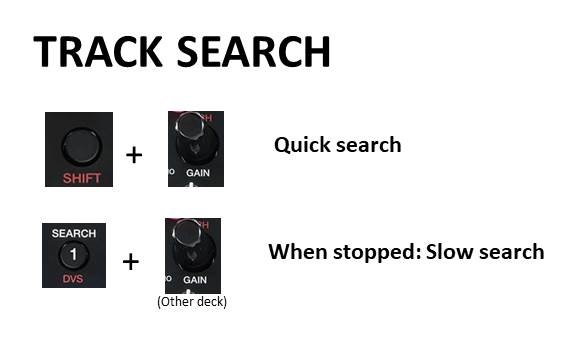 TRACK SEARCH
SHIFT
+
GAIN
Quick search
SEARCH
1
DVS
+
GAIN
(Other deck)
When stopped: Slow search